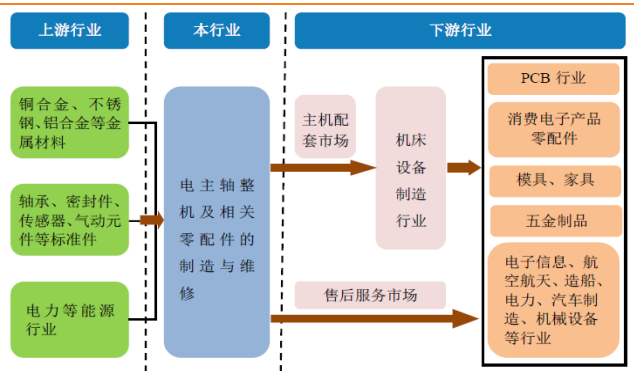 上游行业
本行业
下游行业
铜合金、不锈
钢、铝合金等金
属材料
轴承、密封件、
传感器、气动元
件等标准件
电力等能源
行业
电主轴整
机及相关
零配件的
制造与维
修
主机配
套市场
机床
设备
制造
行业
售后服务市场
PCB 行业
消费电子产品
零配件
模具、家具
五金制品
电子信息、航
空航天、造船、
电力、汽车制
造、机械设备
等行业